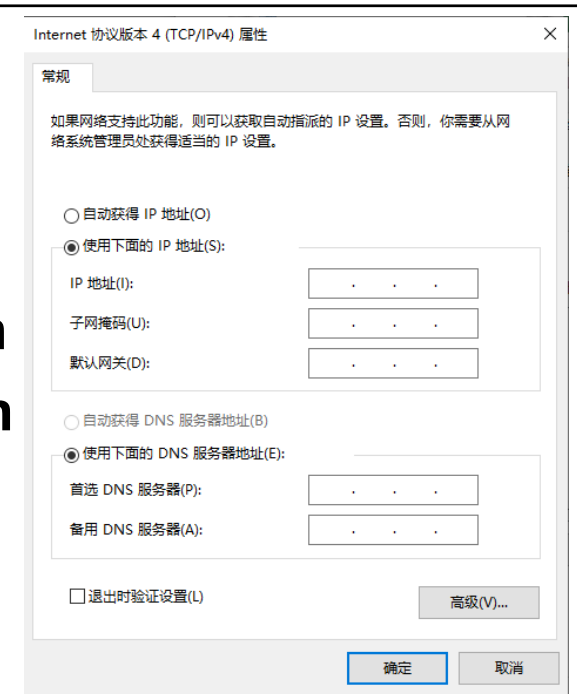 Internet 协议版本 4 (TCP/IPv4) 属性
常规
如果网络支持此功能，则可以获取自动指派的 IP 设置。否则，你需要从网
络系统管理员处获得适当的 IP 设置。
自动获得 IP 地址(O)
使用下面的 IP 地址(S):
IP 地址(I):
子网掩码(U):
默认网关(D):
自动获得 DNS 服务器地址(B)
使用下面的 DNS 服务器地址(E):
首选 DNS 服务器(P):
备用 DNS 服务器(A):
退出时验证设置(L)
高级(V)...
确定
取消